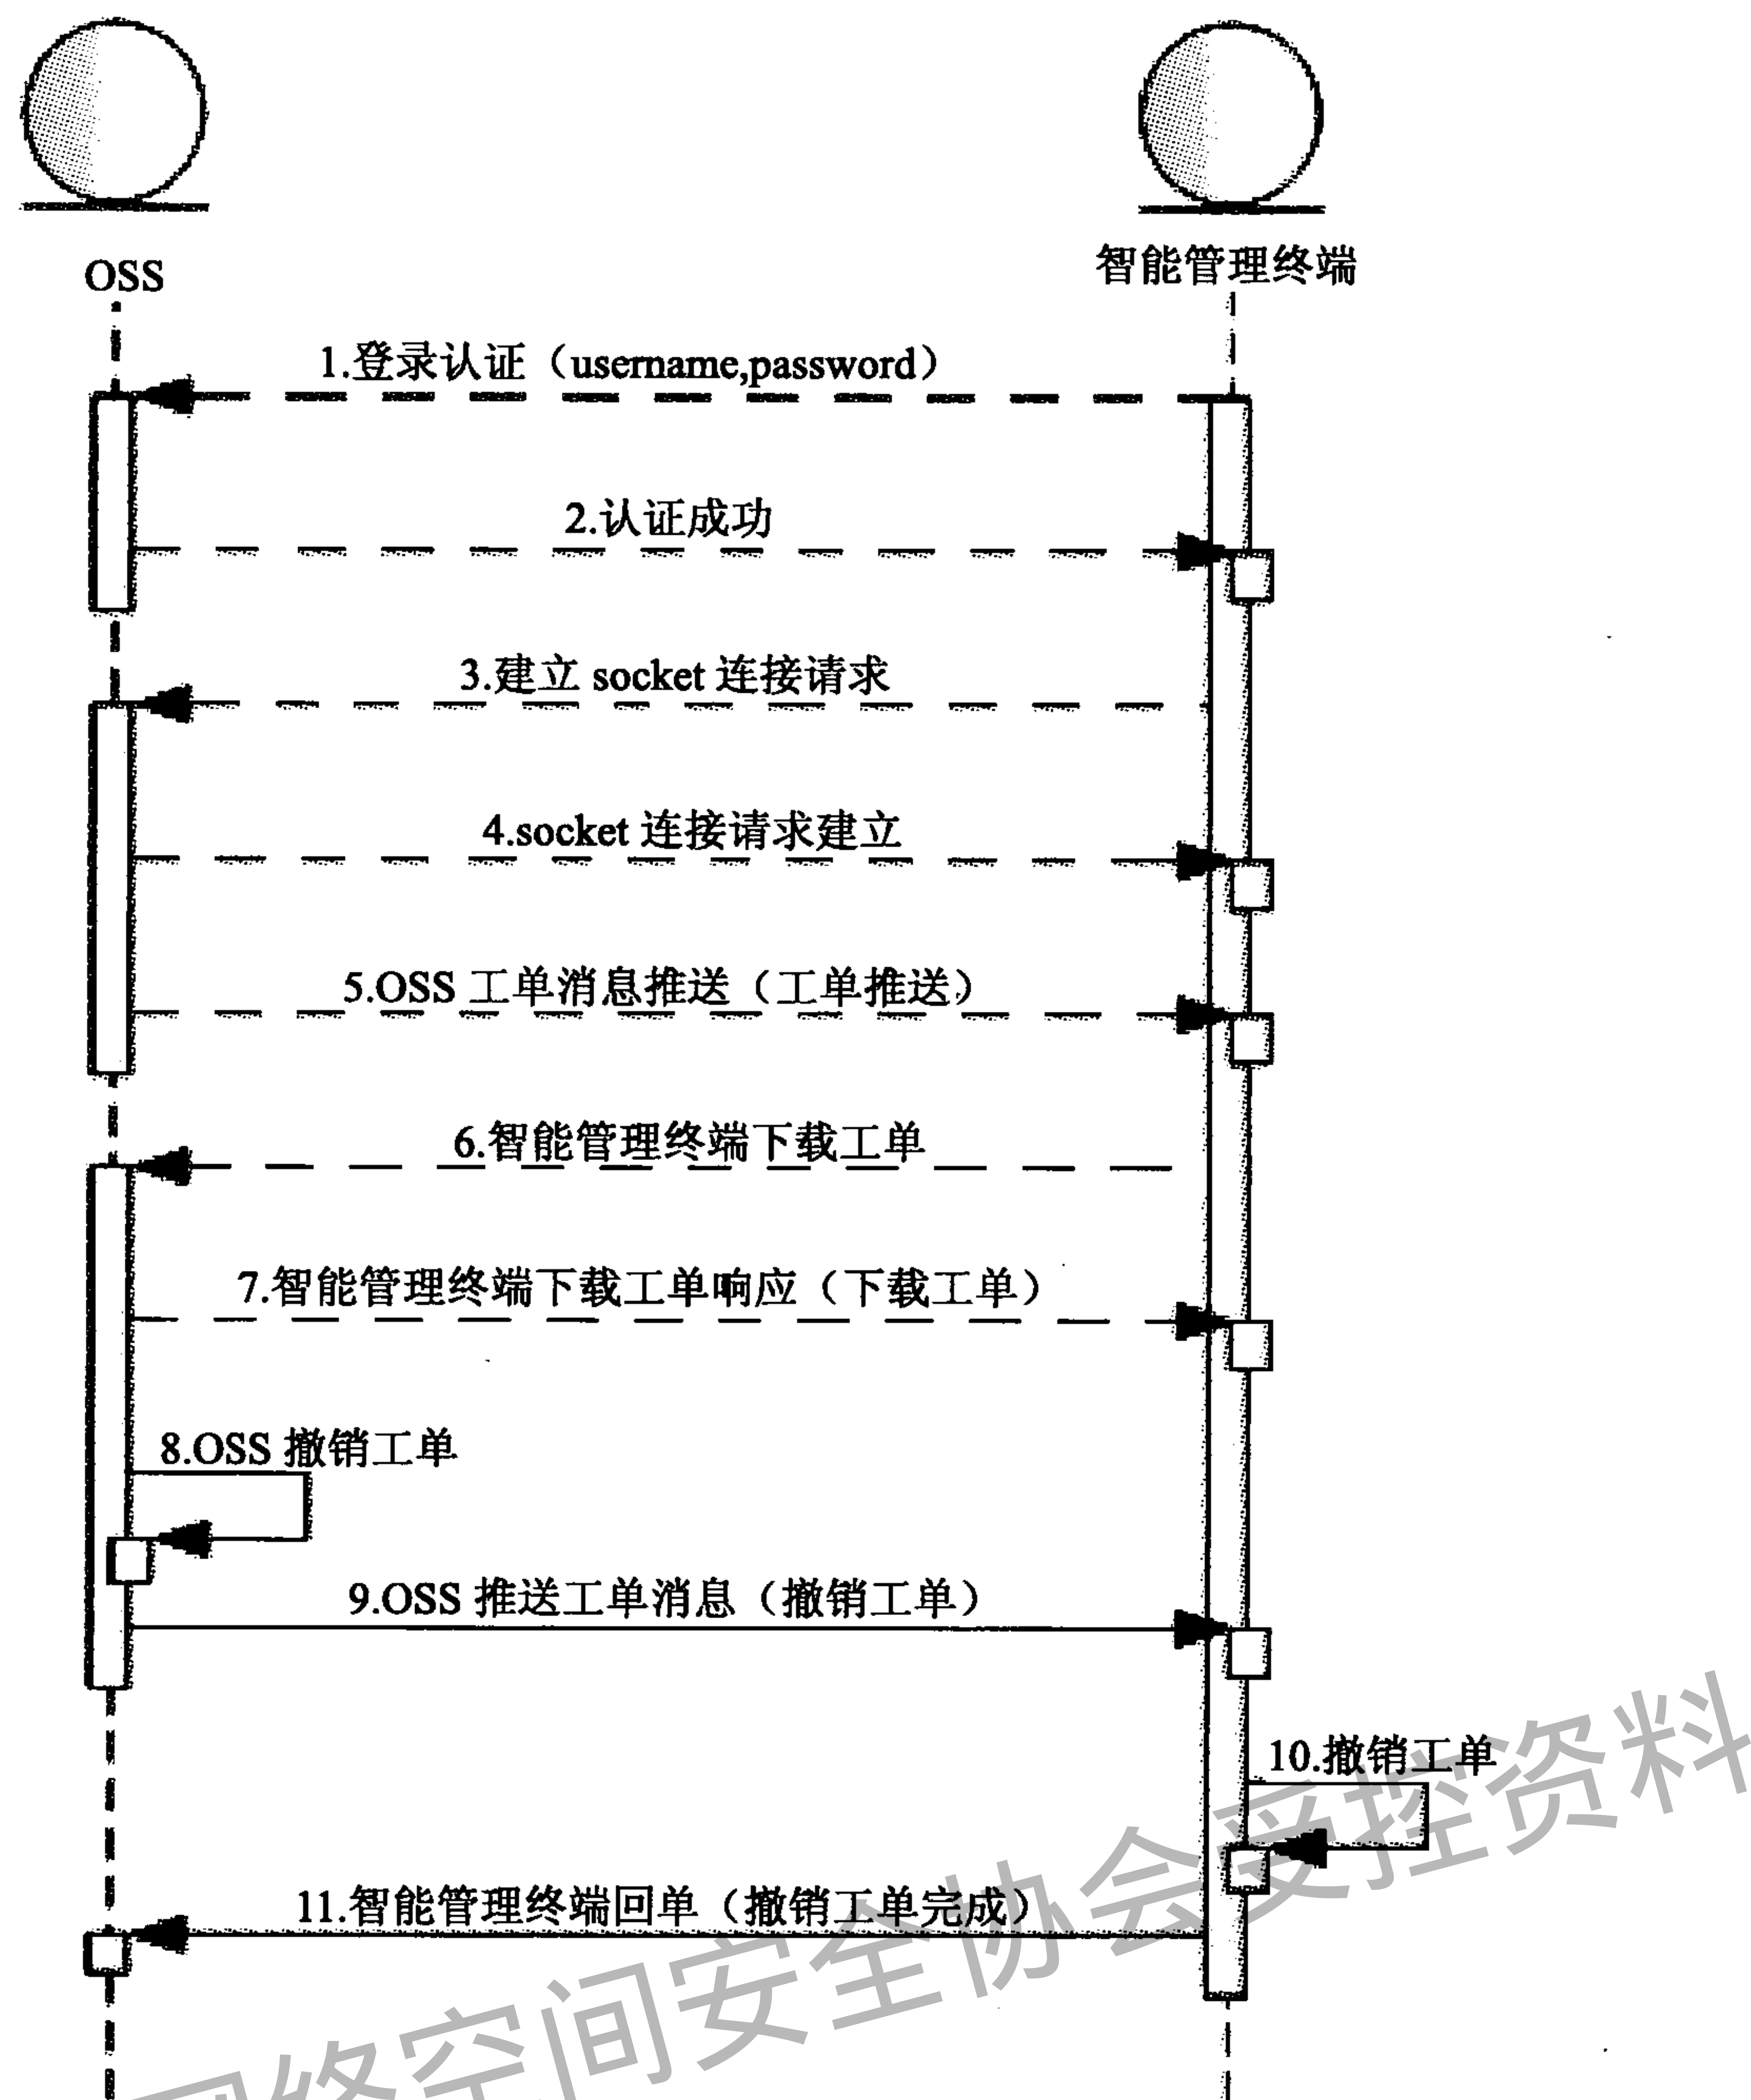 OSS
智能管理终端
1.登录认证（username,password）
2.认证成功
3.建立 socket 连接请求
4.socket 连接请求建立
5.OSS 工单消息推送（工单推送）
6.智能管理终端下载工单
7.智能管理终端下载工单响应（下载工单）
8.OSS 撤销工单
9.OSS 推送工单消息（撤销工单）
10.撤销工单
11.智能管理终端回单（撤销工单完成）
网络空间安全协会受控资料